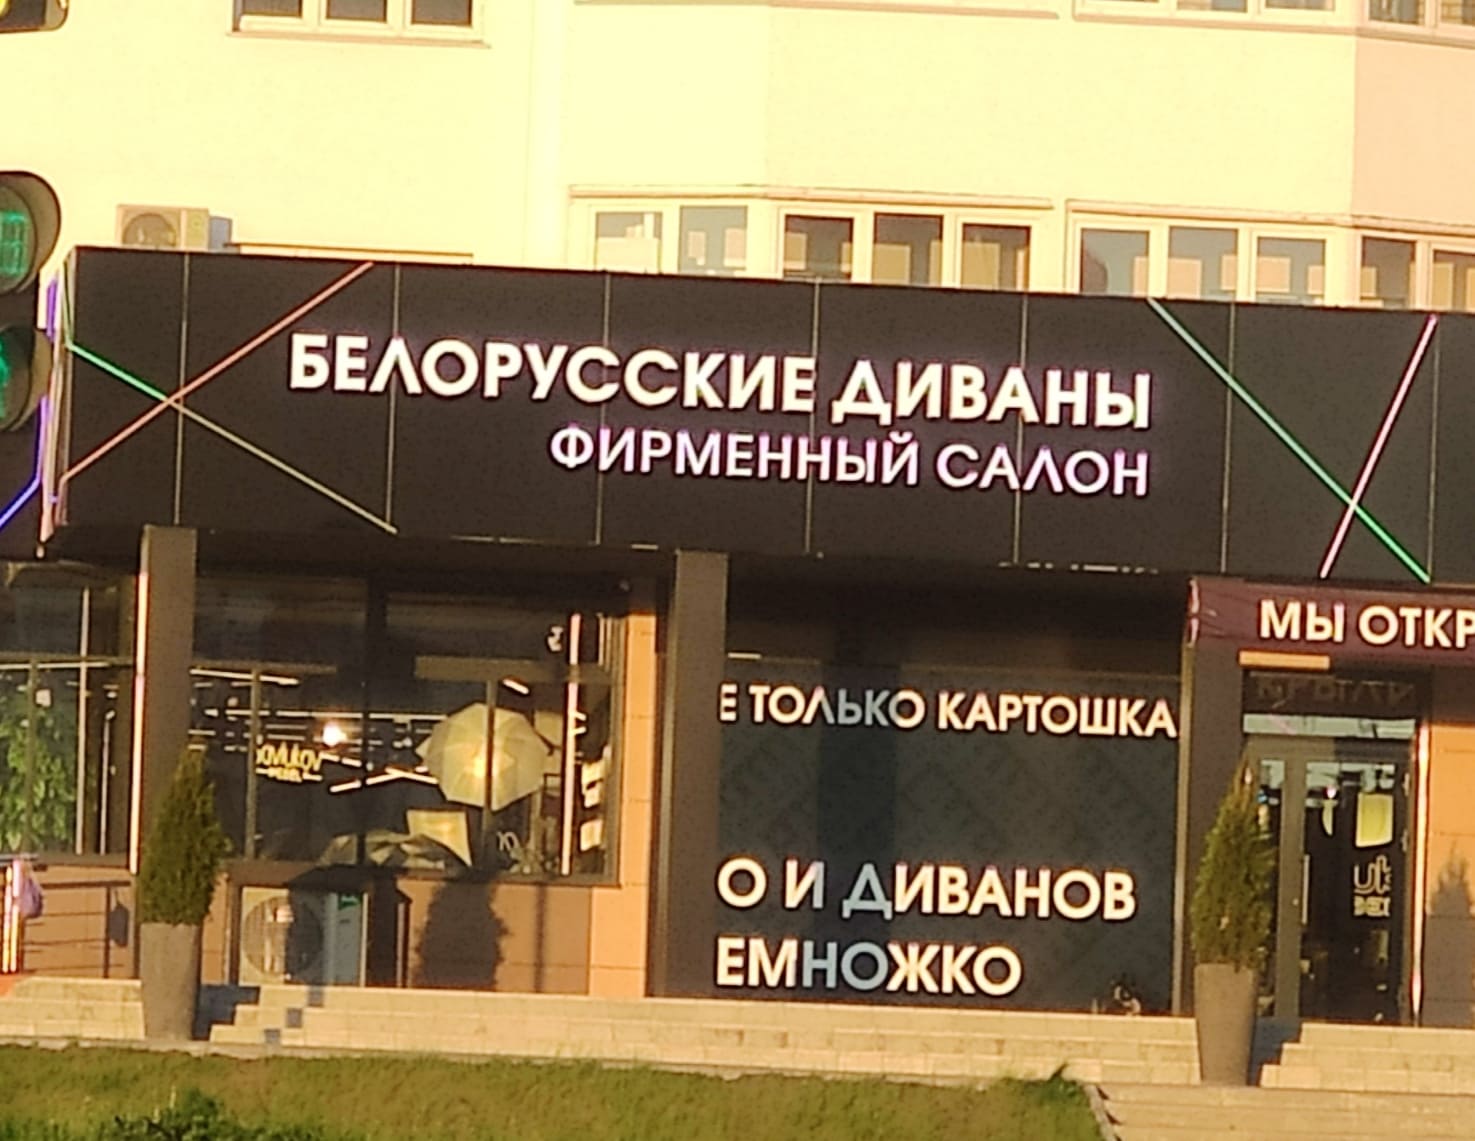 БЕЛОРУССКИЕ ДИВАНЫ
ФИРМЕННЫЙ САЛОН
МЫ ОТКР
Е ТОЛЬКО КАРТОШКА
О И ДИВАНОВ
ЕМНОЖКО